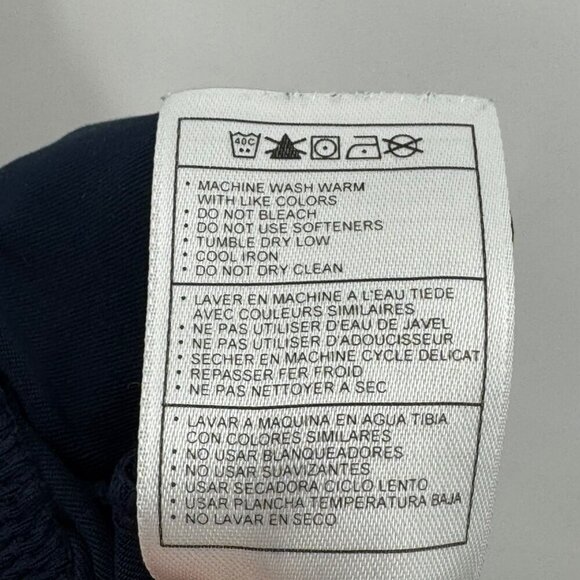 40C
• MACHINE WASH WARM
WITH LIKE COLORS
• DO NOT BLEACH
• DO NOT USE SOFTENERS
• TUMBLE DRY LOW
• COOL IRON
• DO NOT DRY CLEAN
• LAVER EN MACHINE A L'EAU TIEDE
AVEC COULEURS SIMILAIRES
• NE PAS UTILISER D'EAU DE JAVEL
• NE PAS UTILISER D'ADOUCISSEUR
• SECHER EN MACHINE CYCLE DELICAT
• REPASSER FER FROID
• NE PAS NETTOYER A SEC
• LAVAR A MAQUINA EN AGUA TIBIA
CON COLORES SIMILARES
• NO USAR BLANQUEADORES
• NO USAR SUAVIZANTES
• USAR SECADORA CICLO LENTO
• USAR PLANCHA TEMPERATURA BAJA
• NO LAVAR EN SECO